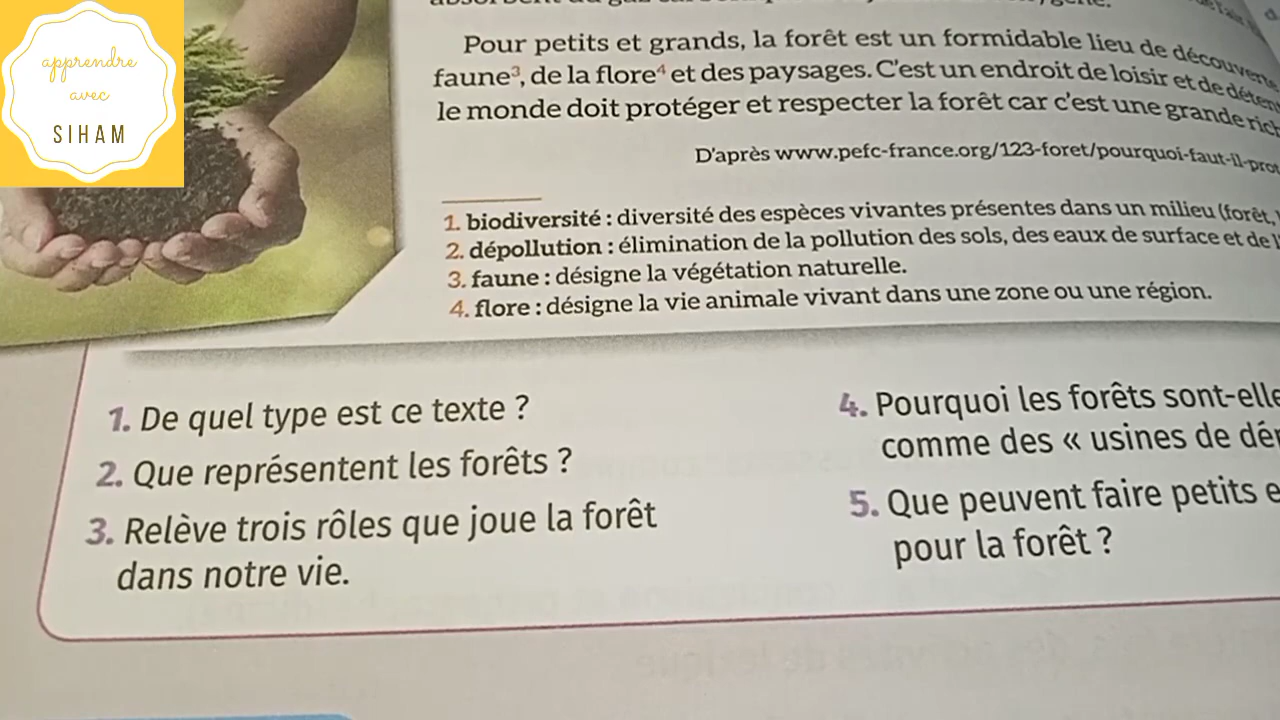 apprendre
avec
SIHAM
Pour petits et grands, la forêt est un formidable lieu de découverte
faune³, de la flore⁴ et des paysages. C'est un endroit de loisir et de déten
le monde doit protéger et respecter la forêt car c'est une grande rich
D'après www.pefc-france.org/123-foret/pourquoi-faut-il-prot
1. biodiversité : diversité des espèces vivantes présentes dans un milieu (forêt,
2. dépollution : élimination de la pollution des sols, des eaux de surface et de l'
3. faune : désigne la végétation naturelle.
4. flore : désigne la vie animale vivant dans une zone ou une région.
1. De quel type est ce texte ?
2. Que représentent les forêts ?
3. Relève trois rôles que joue la forêt
dans notre vie.
4. Pourquoi les forêts sont-elle
comme des « usines de dép
5. Que peuvent faire petits e
pour la forêt ?